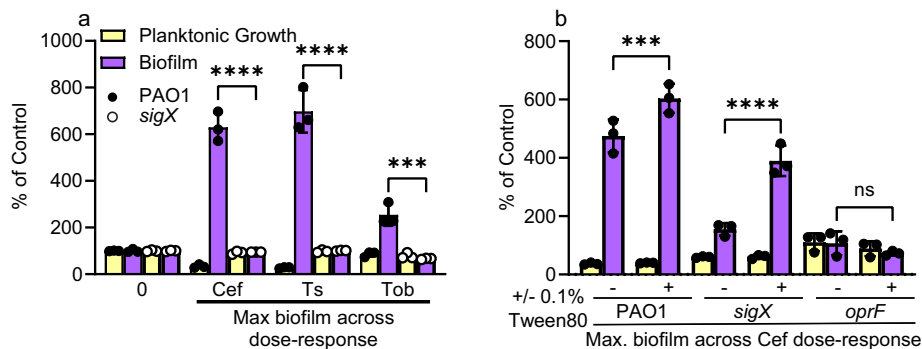 a
% of Control
1000
800
600
400
200
0
Planktonic Growth
Biofilm
PAO1
sigX
****
****
***
0 Cef Ts Tob
Max biofilm across
dose-response
b
% of Control
800
600
400
200
0
***
****
ns
+/- 0.1%
Tween80
- + - + - +
PAO1 sigX oprF
Max. biofilm across Cef dose-response